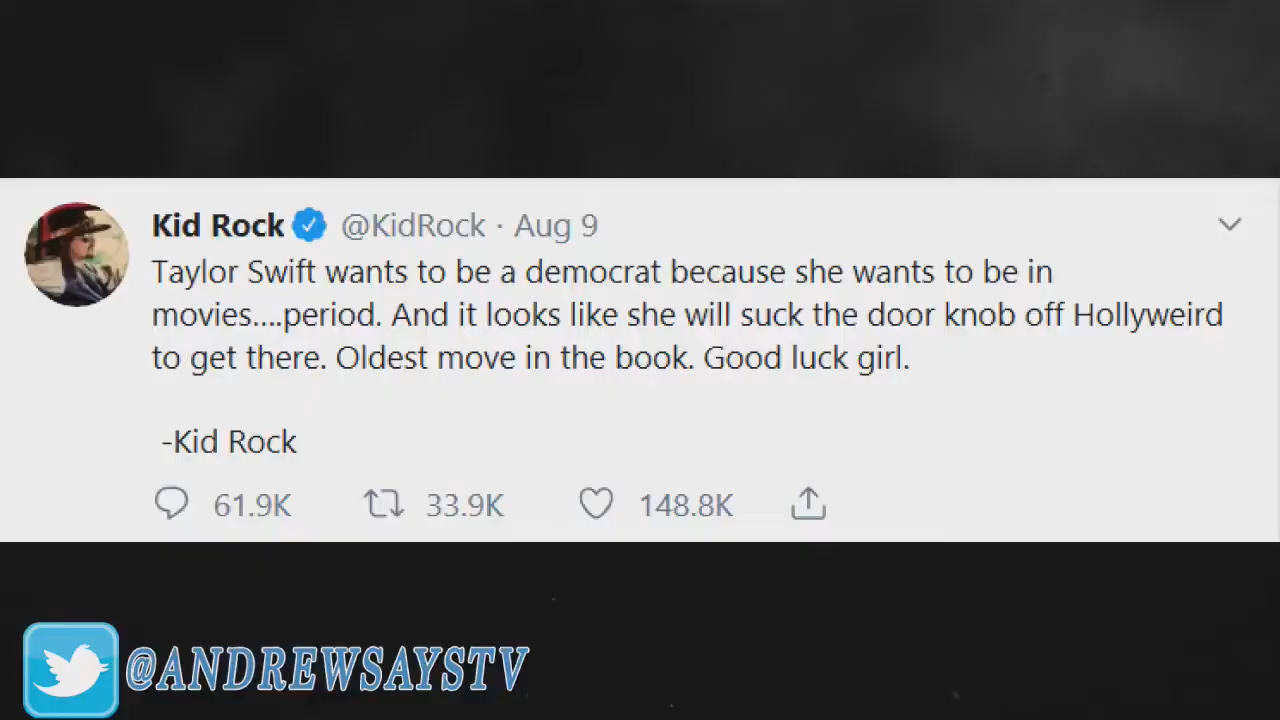 Kid Rock @KidRock · Aug 9
Taylor Swift wants to be a democrat because she wants to be in
movies....period. And it looks like she will suck the door knob off Hollyweird
to get there. Oldest move in the book. Good luck girl.
-Kid Rock
61.9K 33.9K 148.8K
@ANDREWSAYSTV